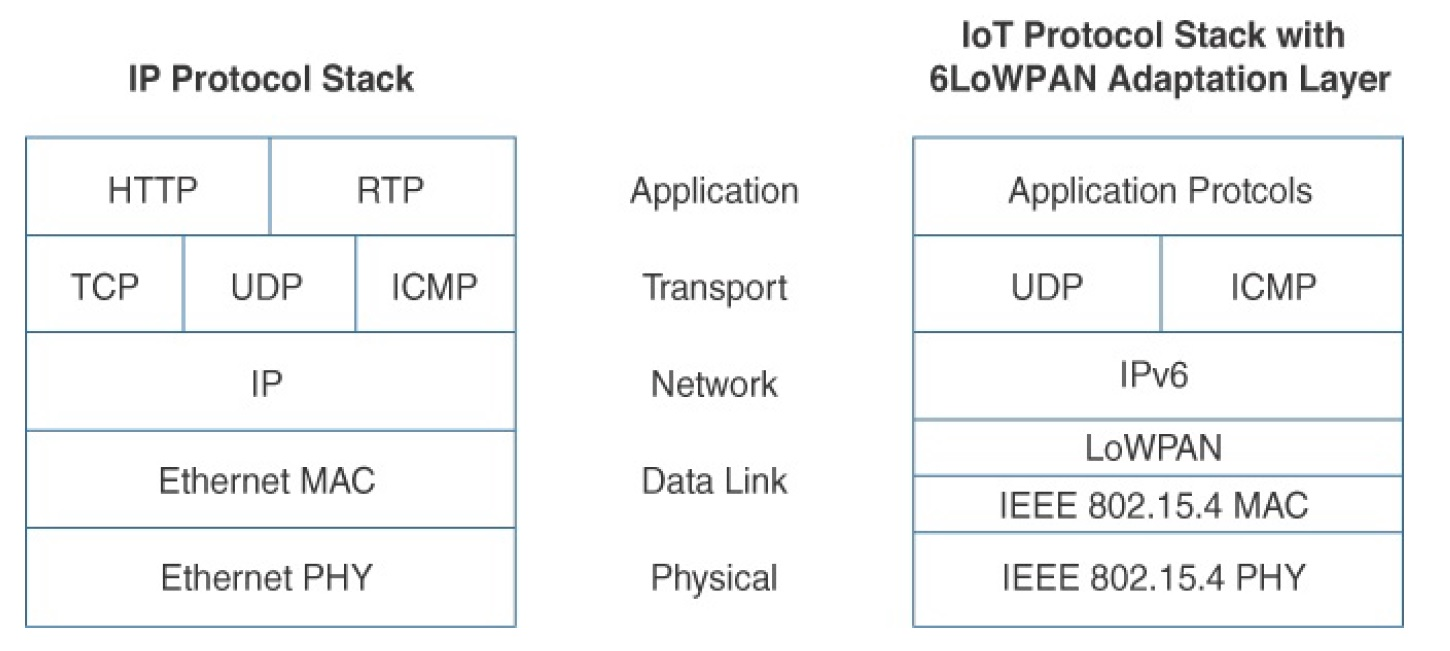 IP Protocol Stack
IoT Protocol Stack with
6LoWPAN Adaptation Layer
HTTP RTP Application Application Protcols
TCP UDP ICMP Transport UDP ICMP
IP Network IPv6
LoWPAN
Ethernet MAC Data Link
IEEE 802.15.4 MAC
Ethernet PHY Physical IEEE 802.15.4 PHY